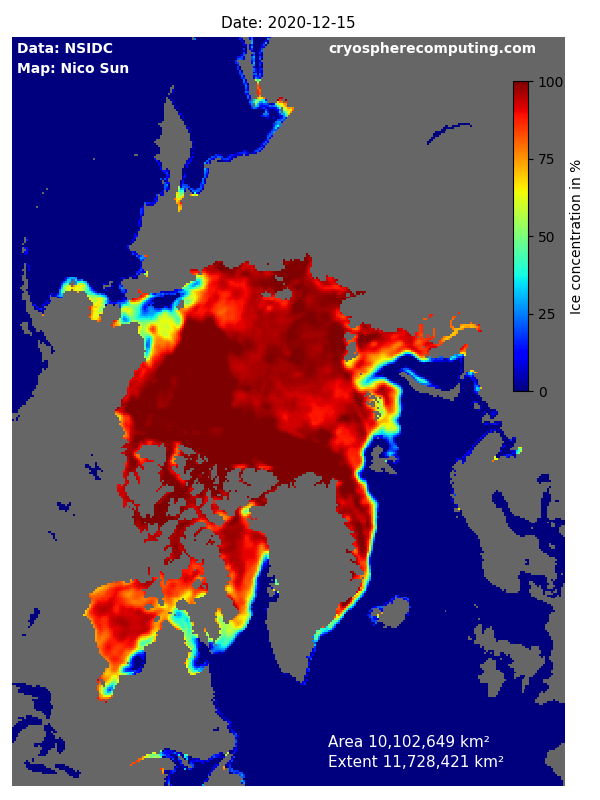 Date: 2020-12-15
Data: NSIDC
cryospherecomputing.com
Map: Nico Sun
100
75
50
25
0
Ice concentration in %
Area 10,102,649 km²
Extent 11,728,421 km²